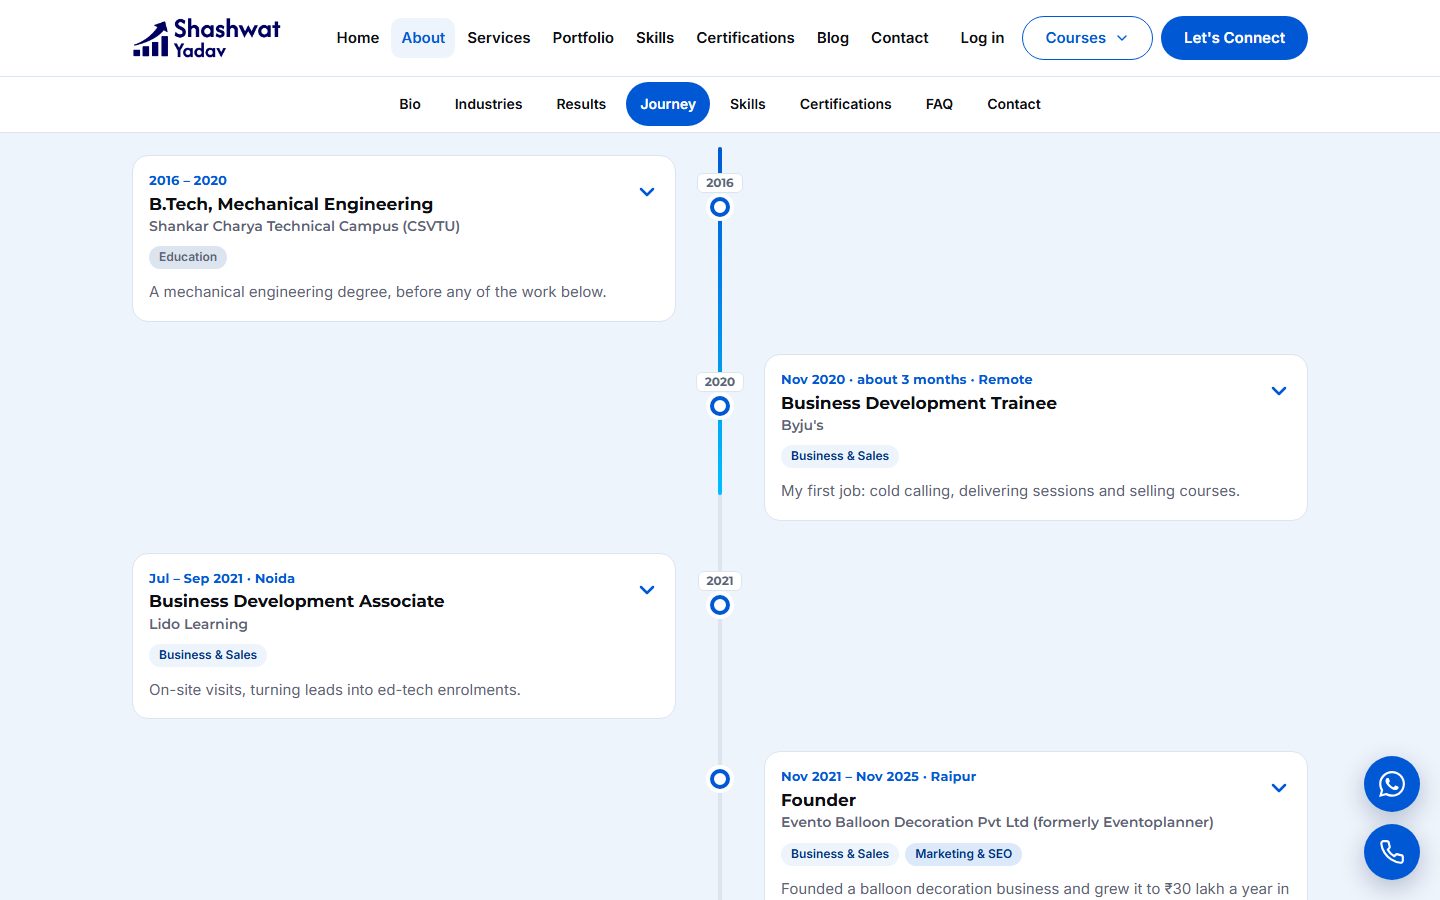 Shashwat
Yadav
Home About Services Portfolio Skills Certifications Blog Contact Log in Courses Let's Connect
Bio Industries Results Journey Skills Certifications FAQ Contact
2016 – 2020
B.Tech, Mechanical Engineering
Shankar Charya Technical Campus (CSVTU)
Education
A mechanical engineering degree, before any of the work below.
2016
2020
Nov 2020 · about 3 months · Remote
Business Development Trainee
Byju's
Business & Sales
My first job: cold calling, delivering sessions and selling courses.
Jul – Sep 2021 · Noida
Business Development Associate
Lido Learning
Business & Sales
On-site visits, turning leads into ed-tech enrolments.
2021
Nov 2021 – Nov 2025 · Raipur
Founder
Evento Balloon Decoration Pvt Ltd (formerly Eventoplanner)
Business & Sales Marketing & SEO
Founded a balloon decoration business and grew it to ₹30 lakh a year in